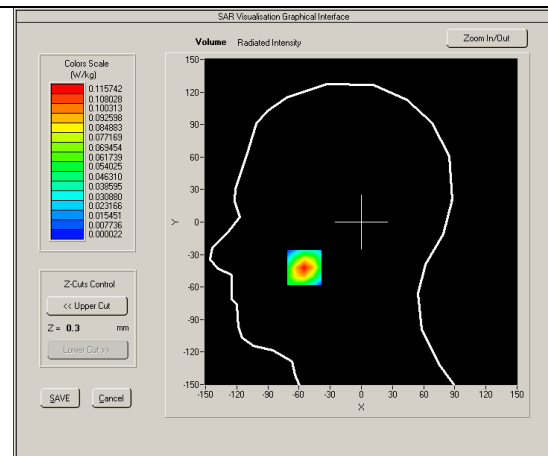 SAR Visualisation Graphical Interface
Volume Radiated Intensity
Zoom In/Out
Colors Scale
(W/kg)
0.115742
0.108028
0.100313
0.092598
0.084883
0.077169
0.069454
0.061739
0.054025
0.046310
0.038595
0.030880
0.023166
0.015451
0.007736
0.000022
Z-Cuts Control
<< Upper Cut
Z = 0.3 mm
Lower Cut >>
SAVE Cancel
150
120
90
60
30
0
-30
-60
-90
-120
-150
Y
-150 -120 -90 -60 -30 0 30 60 90 120 150
X